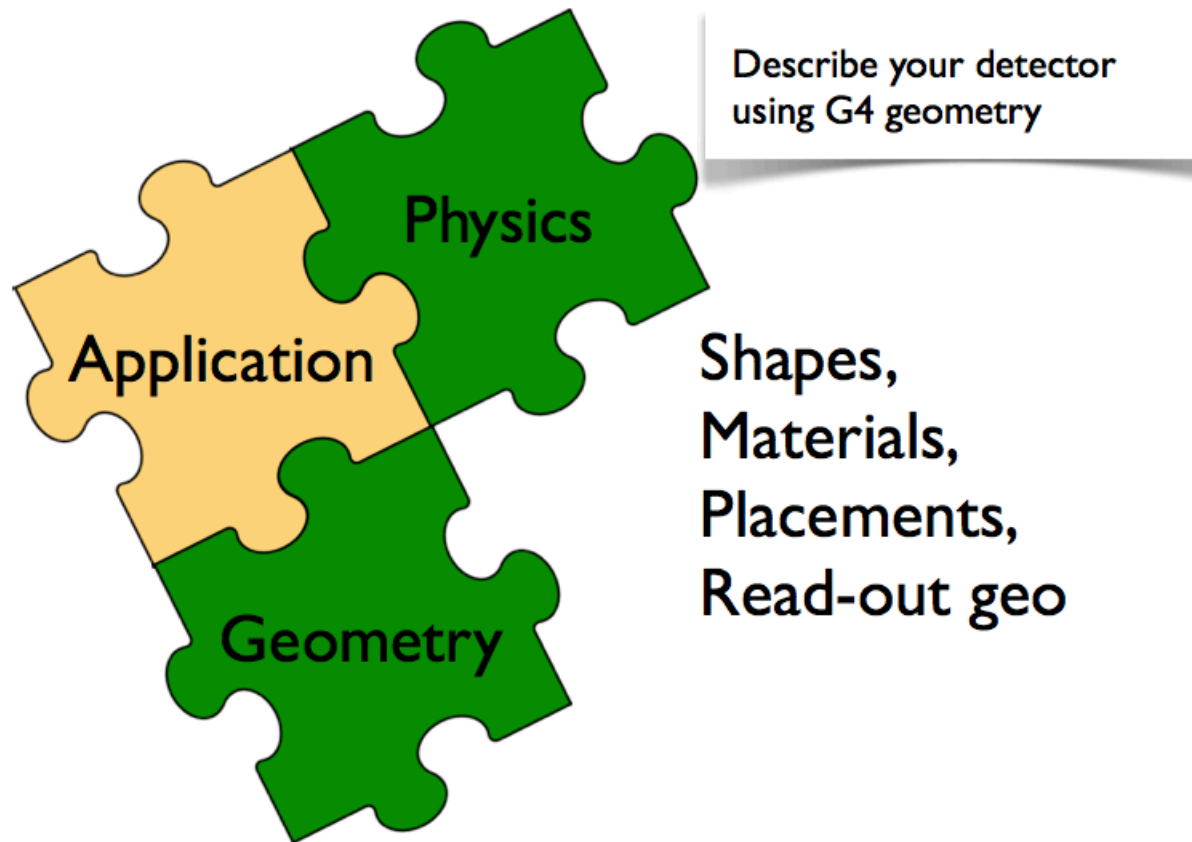 Describe your detector
using G4 geometry
Physics
Application
Shapes,
Materials,
Placements,
Read-out geo
Geometry